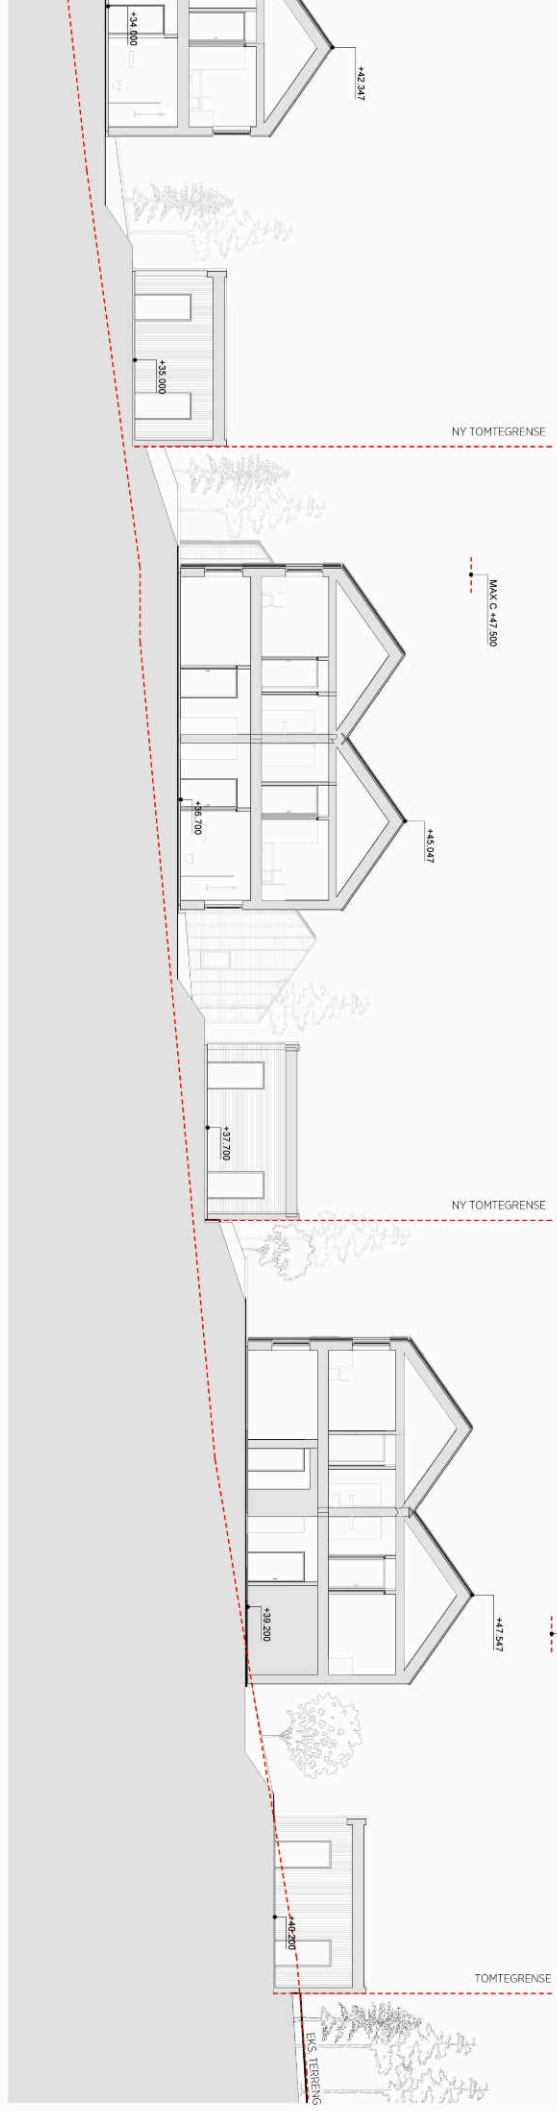 +34.000
+42.347
+35.000
NY TOMTEGRENSE
MAX C +47.500
+36.700
+45.047
+37.700
NY TOMTEGRENSE
+39.200
+47.547
+40.200
TOMTEGRENSE
EKS. TERRENG